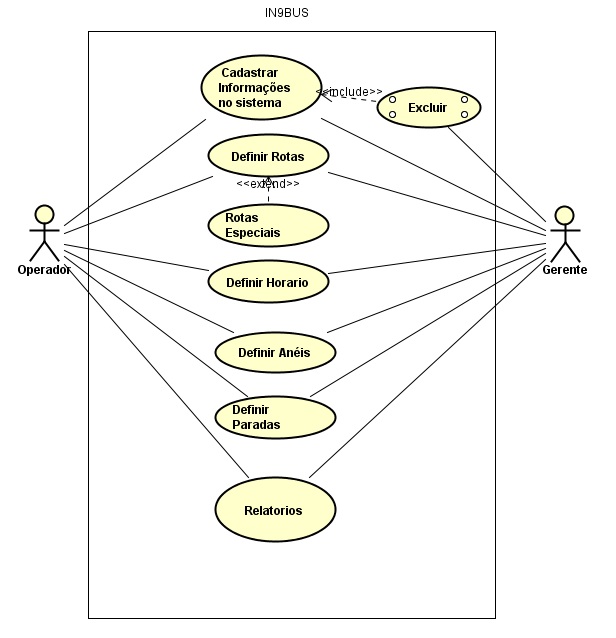 IN9BUS
Cadastrar
Informações
no sistema
<<include>>
Excluir
Definir Rotas
<<extend>>
Rotas
Especiais
Operador
Gerente
Definir Horario
Definir Anéis
Definir
Paradas
Relatorios